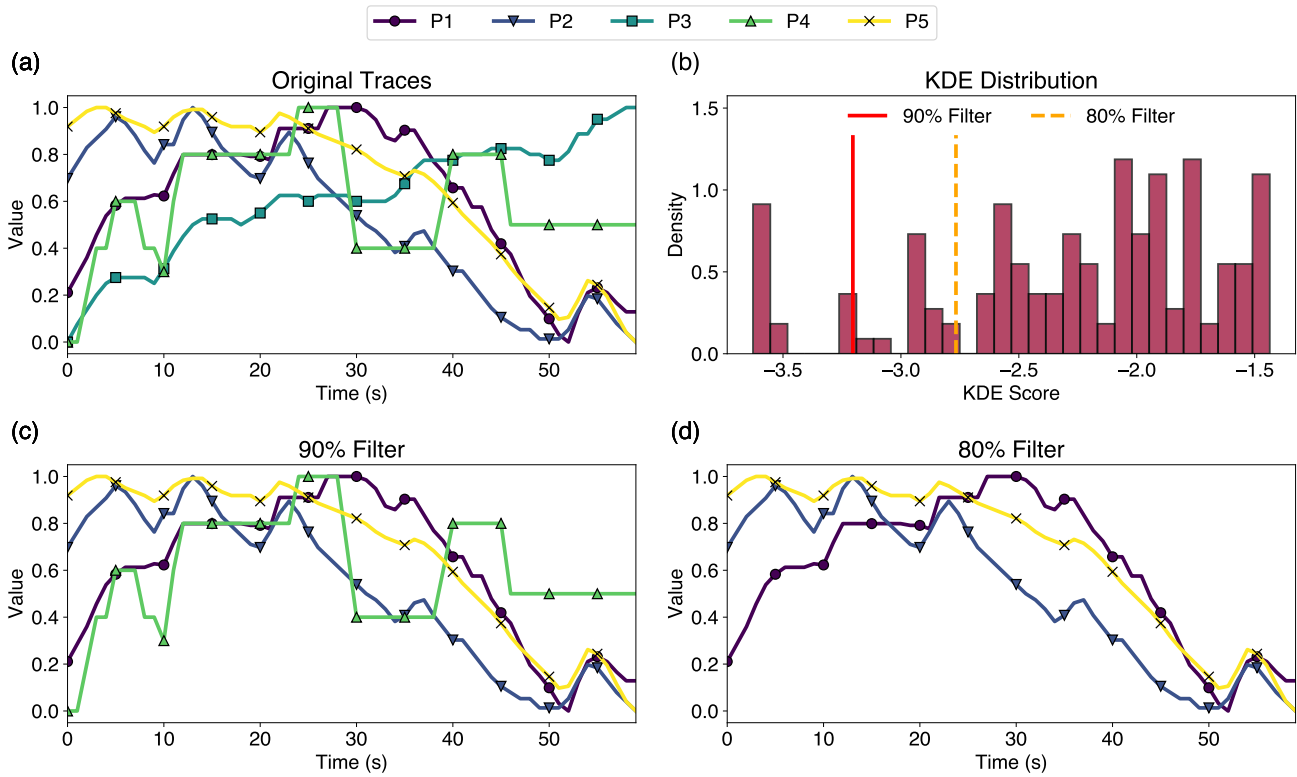 P1 P2 P3 P4 P5
(a)
Original Traces
Value
1.0
0.8
0.6
0.4
0.2
0.0
0 10 20 30 40 50
Time (s)
(b)
KDE Distribution
90% Filter 80% Filter
Density
1.5
1.0
0.5
0.0
−3.5 −3.0 −2.5 −2.0 −1.5
KDE Score
(c)
90% Filter
Value
1.0
0.8
0.6
0.4
0.2
0.0
0 10 20 30 40 50
Time (s)
(d)
80% Filter
Value
1.0
0.8
0.6
0.4
0.2
0.0
0 10 20 30 40 50
Time (s)